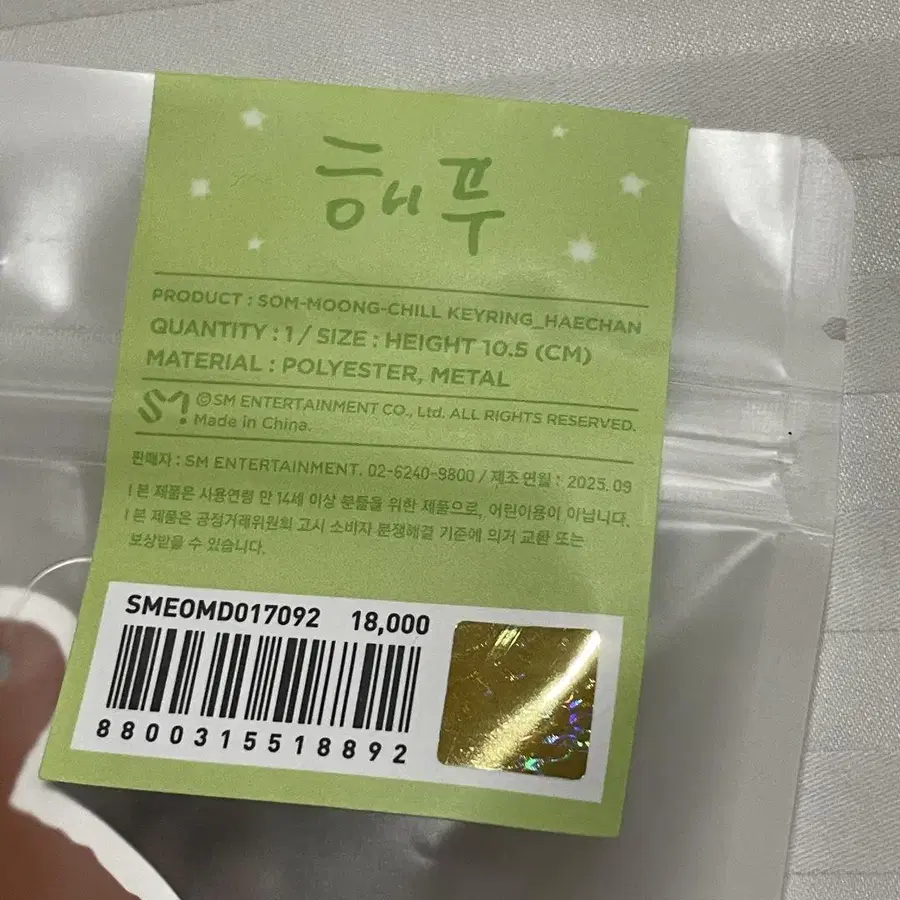 해푸
PRODUCT : SOM-MOONG-CHILL KEYRING_HAECHAN
QUANTITY : 1 / SIZE : HEIGHT 10.5 (CM)
MATERIAL : POLYESTER, METAL
SM ©SM ENTERTAINMENT CO., Ltd. ALL RIGHTS RESERVED.
Made in China.
판매자 : SM ENTERTAINMENT. 02-6240-9800 / 제조 연월 : 2025. 09
! 본 제품은 사용연령 만 14세 이상 분들을 위한 제품으로, 어린이용이 아닙니다.
! 본 제품은 공정거래위원회 고시 소비자 분쟁해결 기준에 의거 교환 또는
보상받을 수 있습니다.
SMEOMD017092 18,000
8800315518892